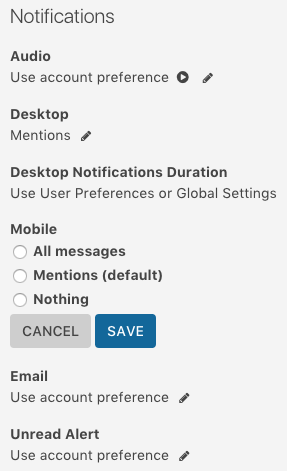 Notifications
Audio
Use account preference
Desktop
Mentions
Desktop Notifications Duration
Use User Preferences or Global Settings
Mobile
All messages
Mentions (default)
Nothing
CANCEL SAVE
Email
Use account preference
Unread Alert
Use account preference